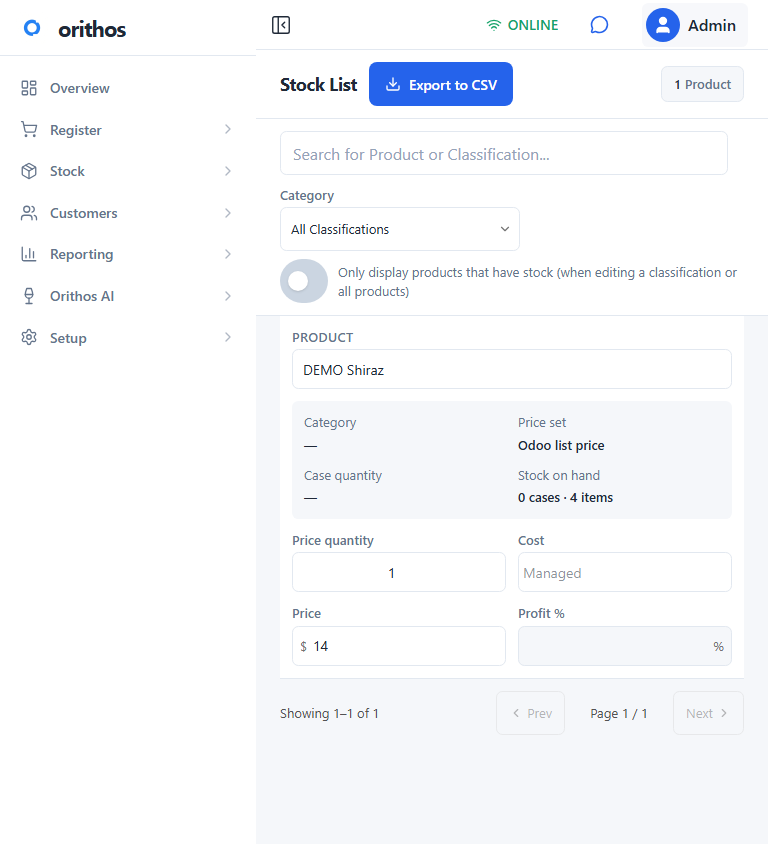 orithos
ONLINE
Admin
Overview
Register
Stock
Customers
Reporting
Orithos AI
Setup
Stock List
Export to CSV
1 Product
Search for Product or Classification...
Category
All Classifications
Only display products that have stock (when editing a classification or
all products)
PRODUCT
DEMO Shiraz
Category
Price set
—
Odoo list price
Case quantity
Stock on hand
—
0 cases · 4 items
Price quantity
Cost
1
Managed
Price
Profit %
$ 14
%
Showing 1–1 of 1
Prev
Page 1 / 1
Next